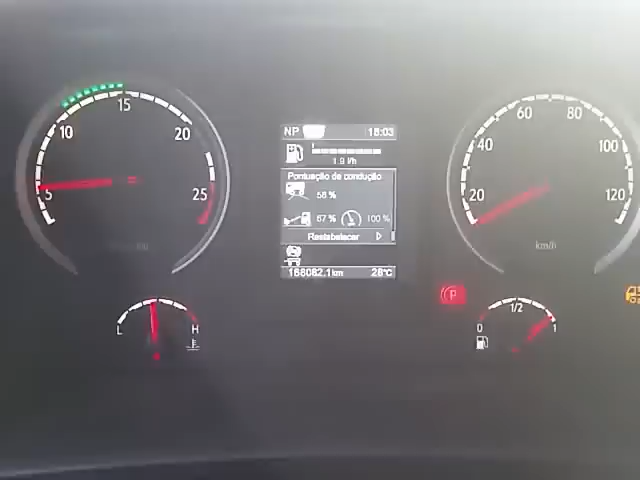 5
10
15
20
25
L
H
NP 18:03
1.9 l/h
Pontuação de condução
58 %
67 % 100 %
Restabelecer
168082.1km 28°C
20
40
60
80
100
120
km/h
P
0
1/2
1